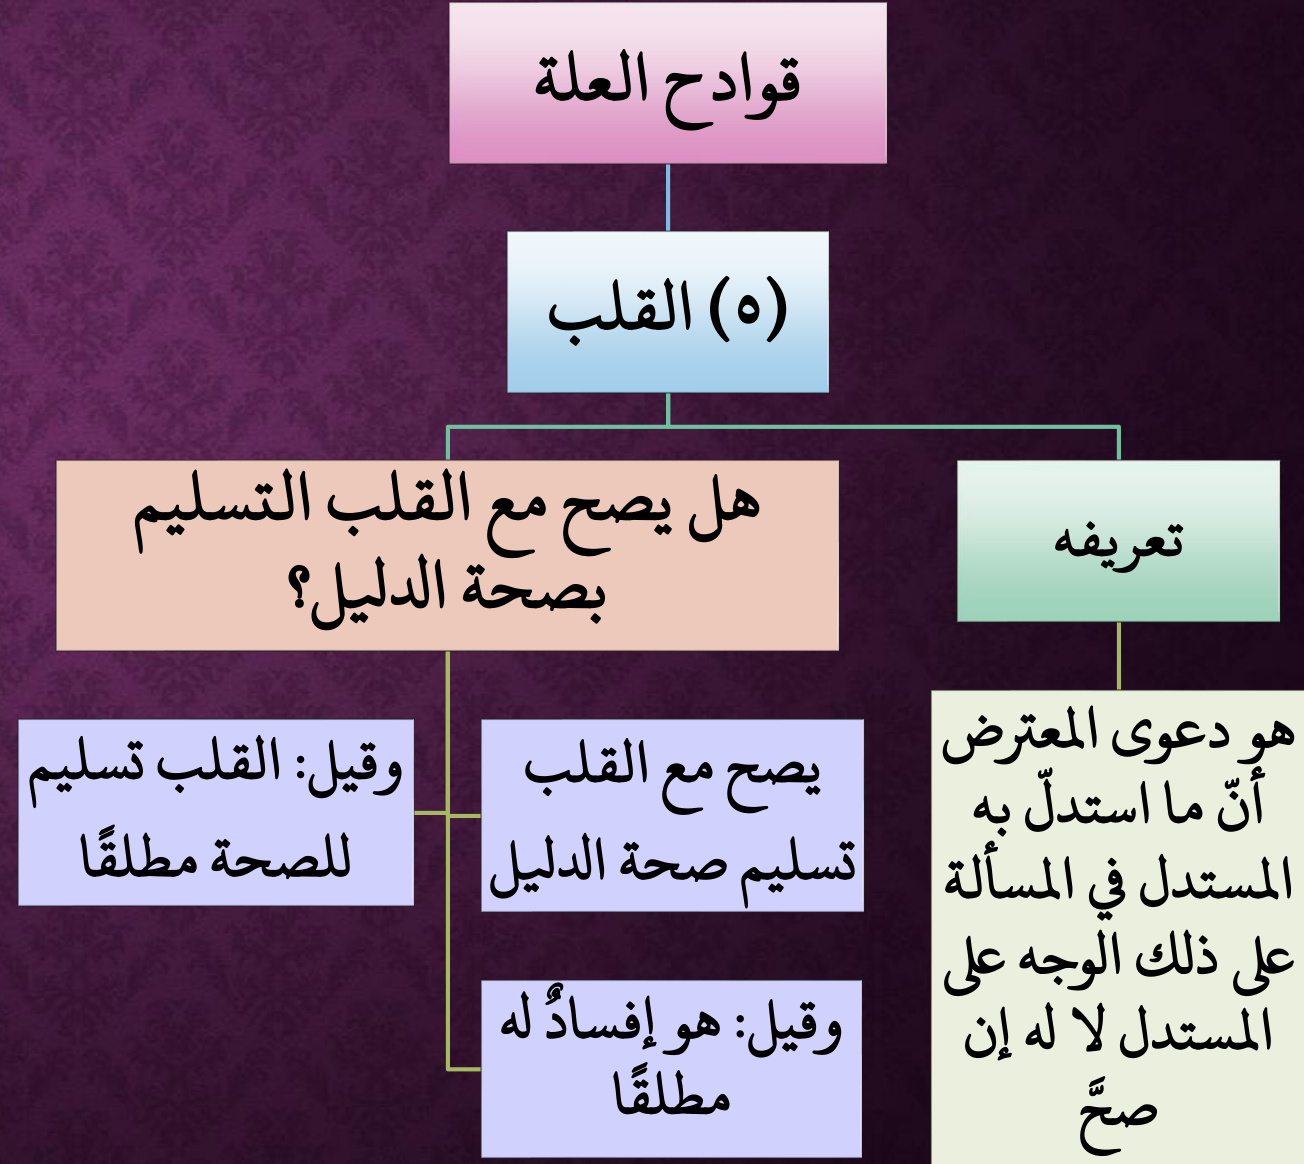 قوادح العلة
(٥) القلب
تعريفه
هو دعوى المعترض
أنّ ما استدلّ به
المستدل في المسألة
على ذلك الوجه على
المستدل لا له إن
صحَّ
هل يصح مع القلب التسليم
بصحة الدليل؟
يصح مع القلب
تسليم صحة الدليل
وقيل: القلب تسليم
للصحة مطلقًا
وقيل: هو إفسادٌ له
مطلقًا